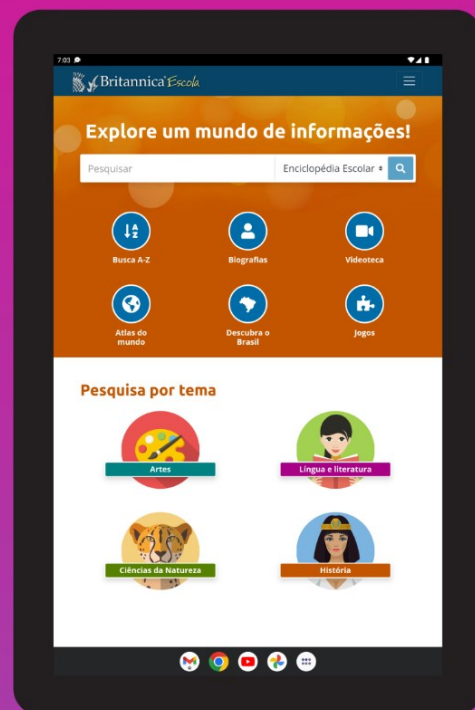 7:03
Britannica Escola
Explore um mundo de informações!
Pesquisar
Enciclopédia Escolar
Busca A-Z
Biografias
Videoteca
Atlas do
mundo
Descubra o
Brasil
Jogos
Pesquisa por tema
Artes
Língua e literatura
Ciências da Natureza
História